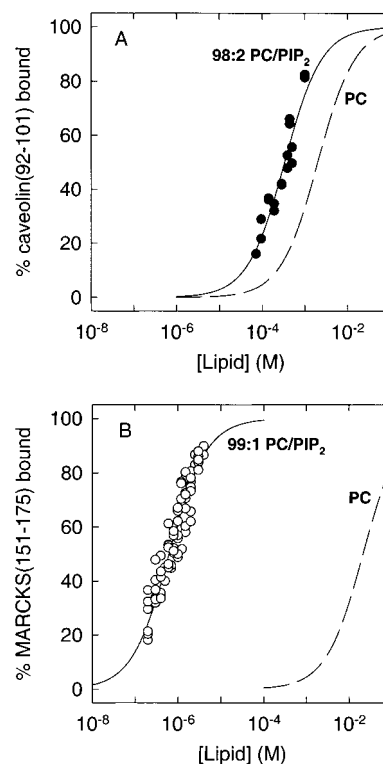 A
98:2 PC/PIP₂
PC
% caveolin(92-101) bound
100
80
60
40
20
0
10⁻⁸
10⁻⁶
10⁻⁴
10⁻²
[Lipid] (M)
B
99:1 PC/PIP₂
PC
% MARCKS(151-175) bound
100
80
60
40
20
0
10⁻⁸
10⁻⁶
10⁻⁴
10⁻²
[Lipid] (M)